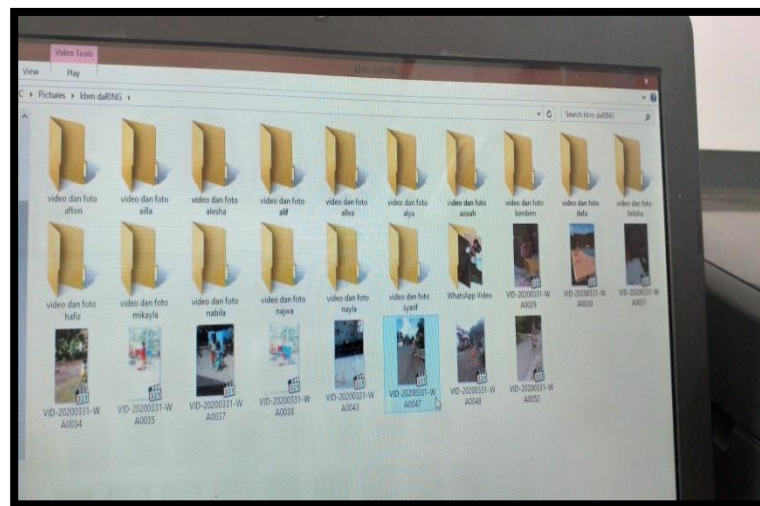 Video Tools
kbm daRING
View
Play
Pictures
kbm daRING
Search kbm daRING
video dan foto
afton
video dan foto
ailla
video dan foto
alesha
video dan foto
alif
video dan foto
allea
video dan foto
alya
video dan foto
azizah
video dan foto
bimbim
video dan foto
dafa
video dan foto
felisha
video dan foto
hafiz
video dan foto
mikayla
video dan foto
nabila
video dan foto
najwa
video dan foto
nayla
video dan foto
syarif
WhatsApp Video
VID-20200331-W
A0029
VID-20200331-W
A0030
VID-20200331-W
A0031
VID-20200331-W
A0034
VID-20200331-W
A0035
VID-20200331-W
A0037
VID-20200331-W
A0038
VID-20200331-W
A0043
VID-20200331-W
A0047
VID-20200331-W
A0048
VID-20200331-W
A0052